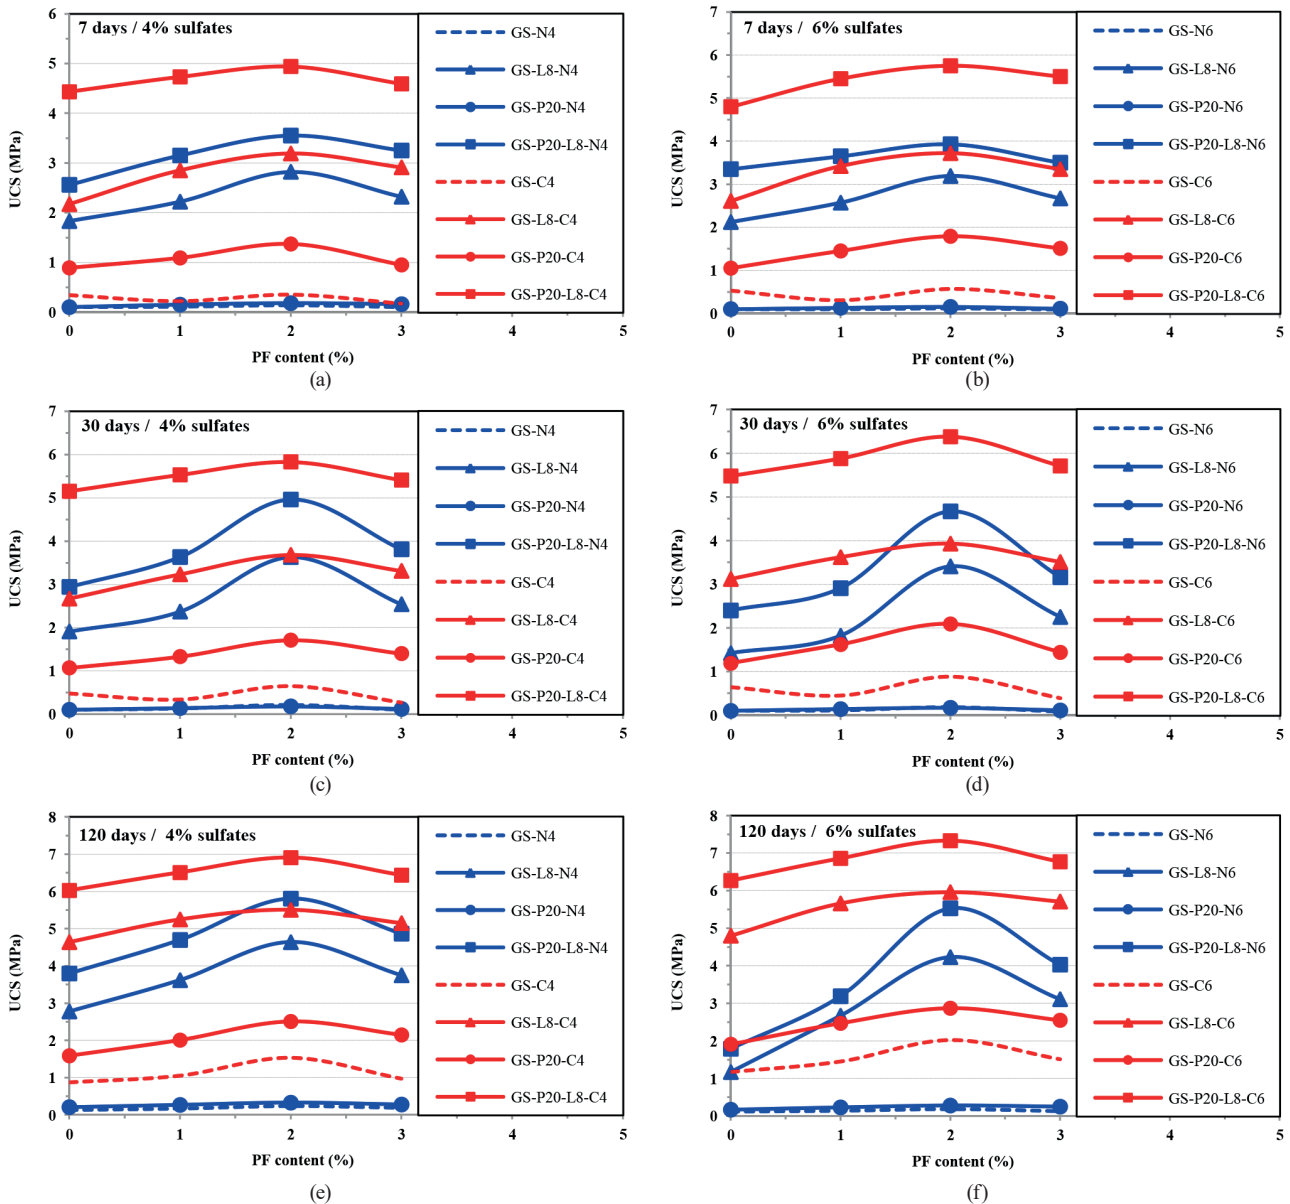 7 days / 4% sulfates
UCS (MPa)
6
5
4
3
2
1
0
0 1 2 3 4 5
PF content (%)
GS-N4
GS-L8-N4
GS-P20-N4
GS-P20-L8-N4
GS-C4
GS-L8-C4
GS-P20-C4
GS-P20-L8-C4
(a)
7 days / 6% sulfates
UCS (MPa)
7
6
5
4
3
2
1
0
0 1 2 3 4 5
PF content (%)
GS-N6
GS-L8-N6
GS-P20-N6
GS-P20-L8-N6
GS-C6
GS-L8-C6
GS-P20-C6
GS-P20-L8-C6
(b)
30 days / 4% sulfates
UCS (MPa)
7
6
5
4
3
2
1
0
0 1 2 3 4 5
PF content (%)
GS-N4
GS-L8-N4
GS-P20-N4
GS-P20-L8-N4
GS-C4
GS-L8-C4
GS-P20-C4
GS-P20-L8-C4
(c)
30 days / 6% sulfates
UCS (MPa)
7
6
5
4
3
2
1
0
0 1 2 3 4 5
PF content (%)
GS-N6
GS-L8-N6
GS-P20-N6
GS-P20-L8-N6
GS-C6
GS-L8-C6
GS-P20-C6
GS-P20-L8-C6
(d)
120 days / 4% sulfates
UCS (MPa)
8
7
6
5
4
3
2
1
0
0 1 2 3 4 5
PF content (%)
GS-N4
GS-L8-N4
GS-P20-N4
GS-P20-L8-N4
GS-C4
GS-L8-C4
GS-P20-C4
GS-P20-L8-C4
(e)
120 days / 6% sulfates
UCS (MPa)
8
7
6
5
4
3
2
1
0
0 1 2 3 4 5
PF content (%)
GS-N6
GS-L8-N6
GS-P20-N6
GS-P20-L8-N6
GS-C6
GS-L8-C6
GS-P20-C6
GS-P20-L8-C6
(f)